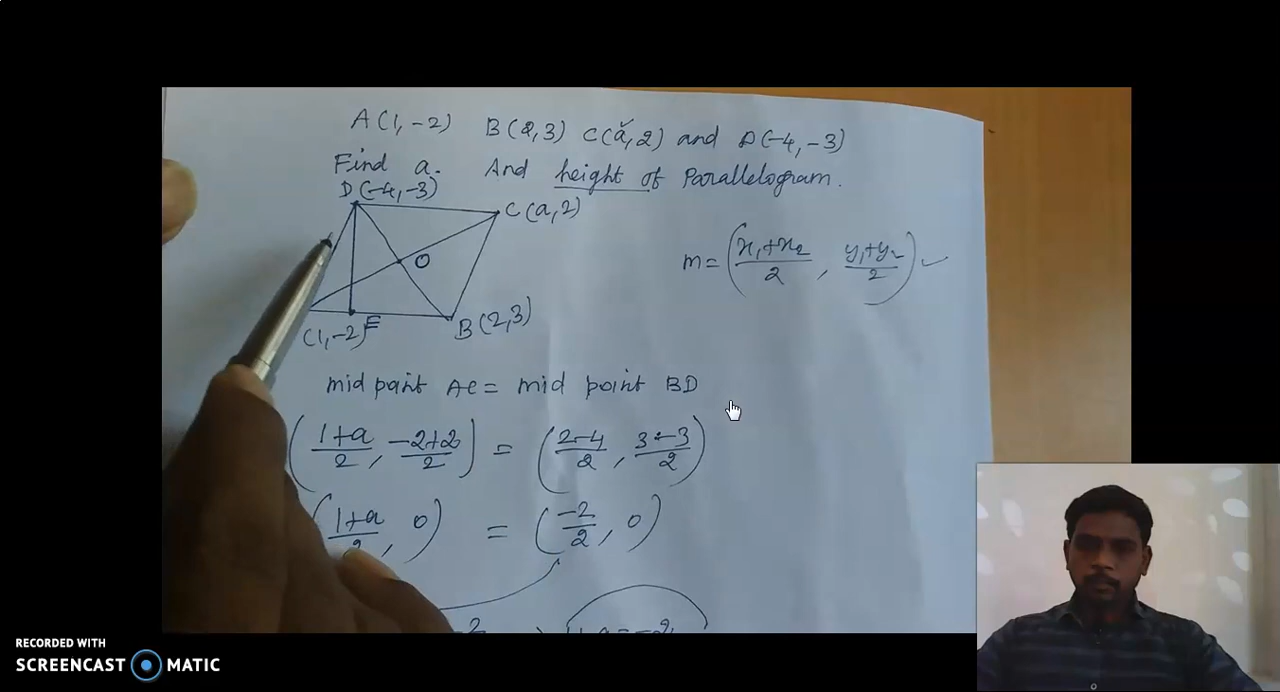 A(1,-2) B(2,3) C(a,2) and D(-4,-3)
Find a. And height of Parallelogram.
D(-4,-3)
C(a,2)
O
m = (x₁+x₂/2, y₁+y₂/2)
E
(1,-2)
B(2,3)
mid paint AC = mid point BD
(1+a/2, -2+2/2) = (2-4/2, 3-3/2)
(1+a/2, 0) = (-2/2, 0)
RECORDED WITH
SCREENCAST MATIC